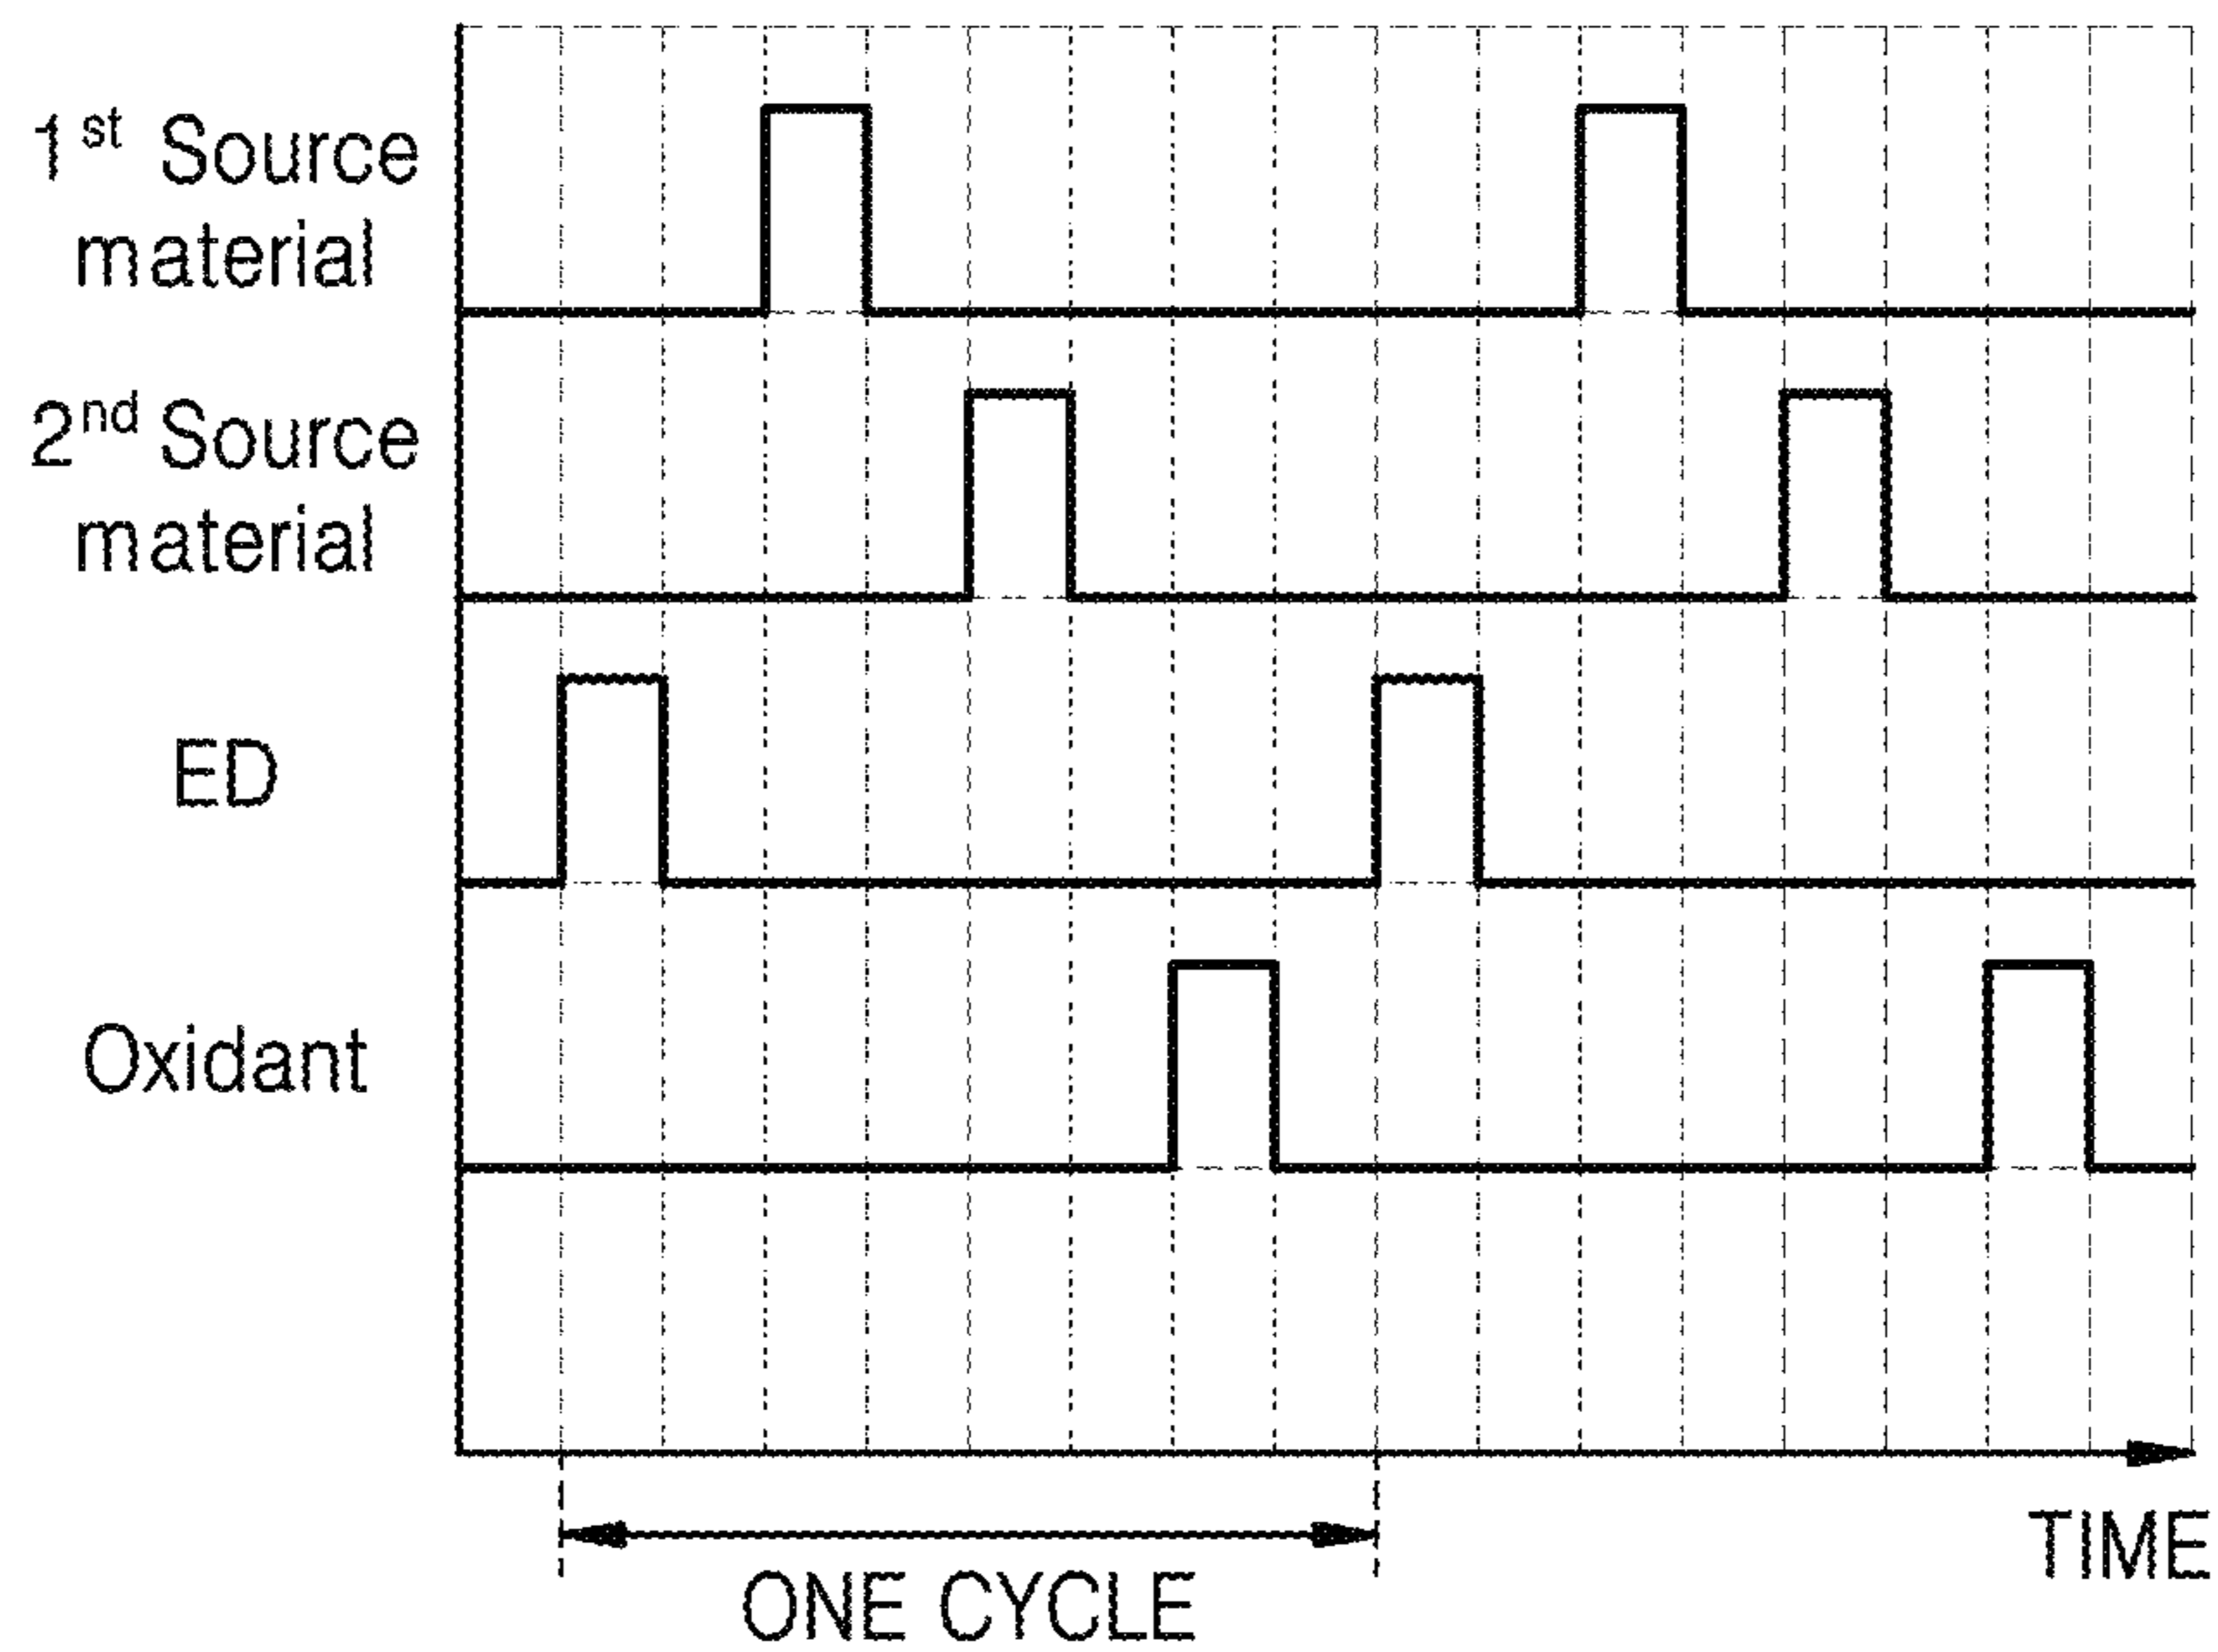 1st Source
material
2nd Source
material
ED
Oxidant
TIME
ONE CYCLE